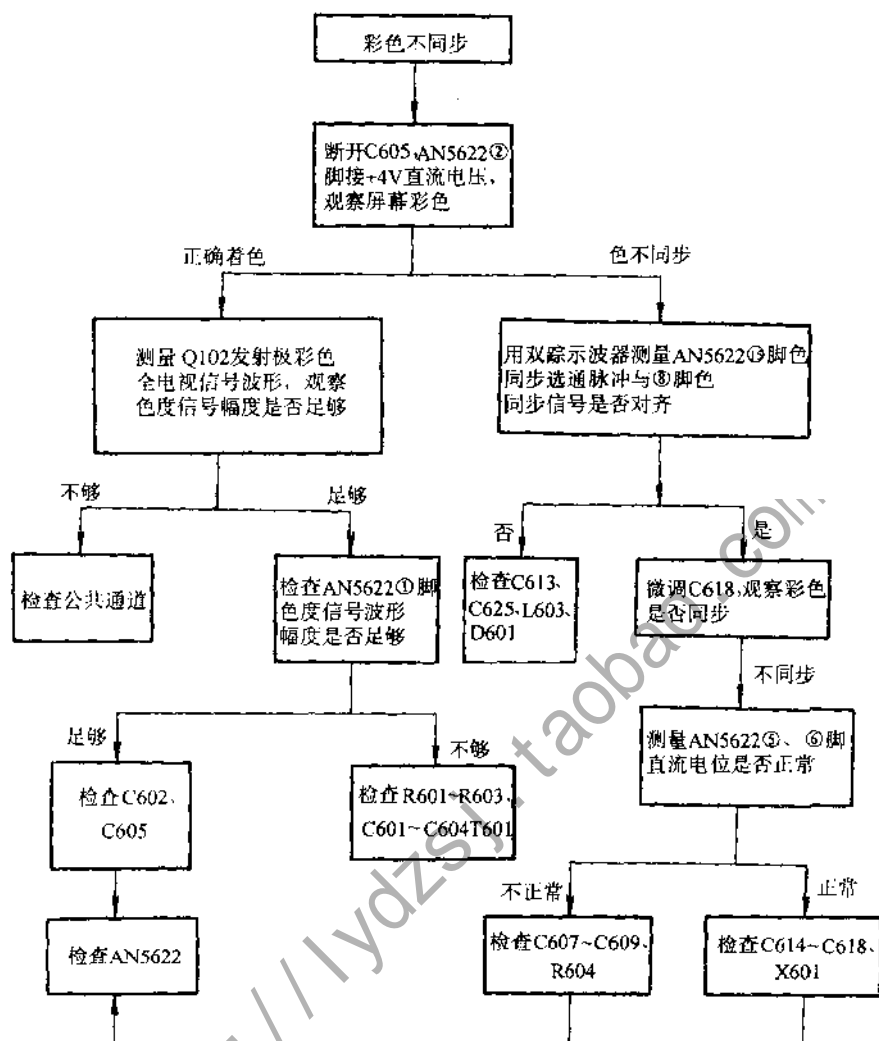 彩色不同步
断开C605,AN5622②
脚接+4V直流电压，
观察屏幕彩色
正确着色
色不同步
测量Q102发射极彩色
全电视信号波形，观察
色度信号幅度是否足够
用双踪示波器测量AN5622⑮脚色
同步选通脉冲与⑧脚色
同步信号是否对齐
不够
足够
否
是
检查公共通道
检查AN5622①脚
色度信号波形
幅度是否足够
检查C613、
C625、L603、
D601
微调C618,观察彩色
是否同步
不同步
足够
不够
测量AN5622⑤、⑥脚
直流电位是否正常
检查C602、
C605
检查R601~R603、
C601~C604T601
不正常
正常
检查AN5622
检查C607~C609、
R604
检查C614~C618、
X601
//lydzsj.taobao.com